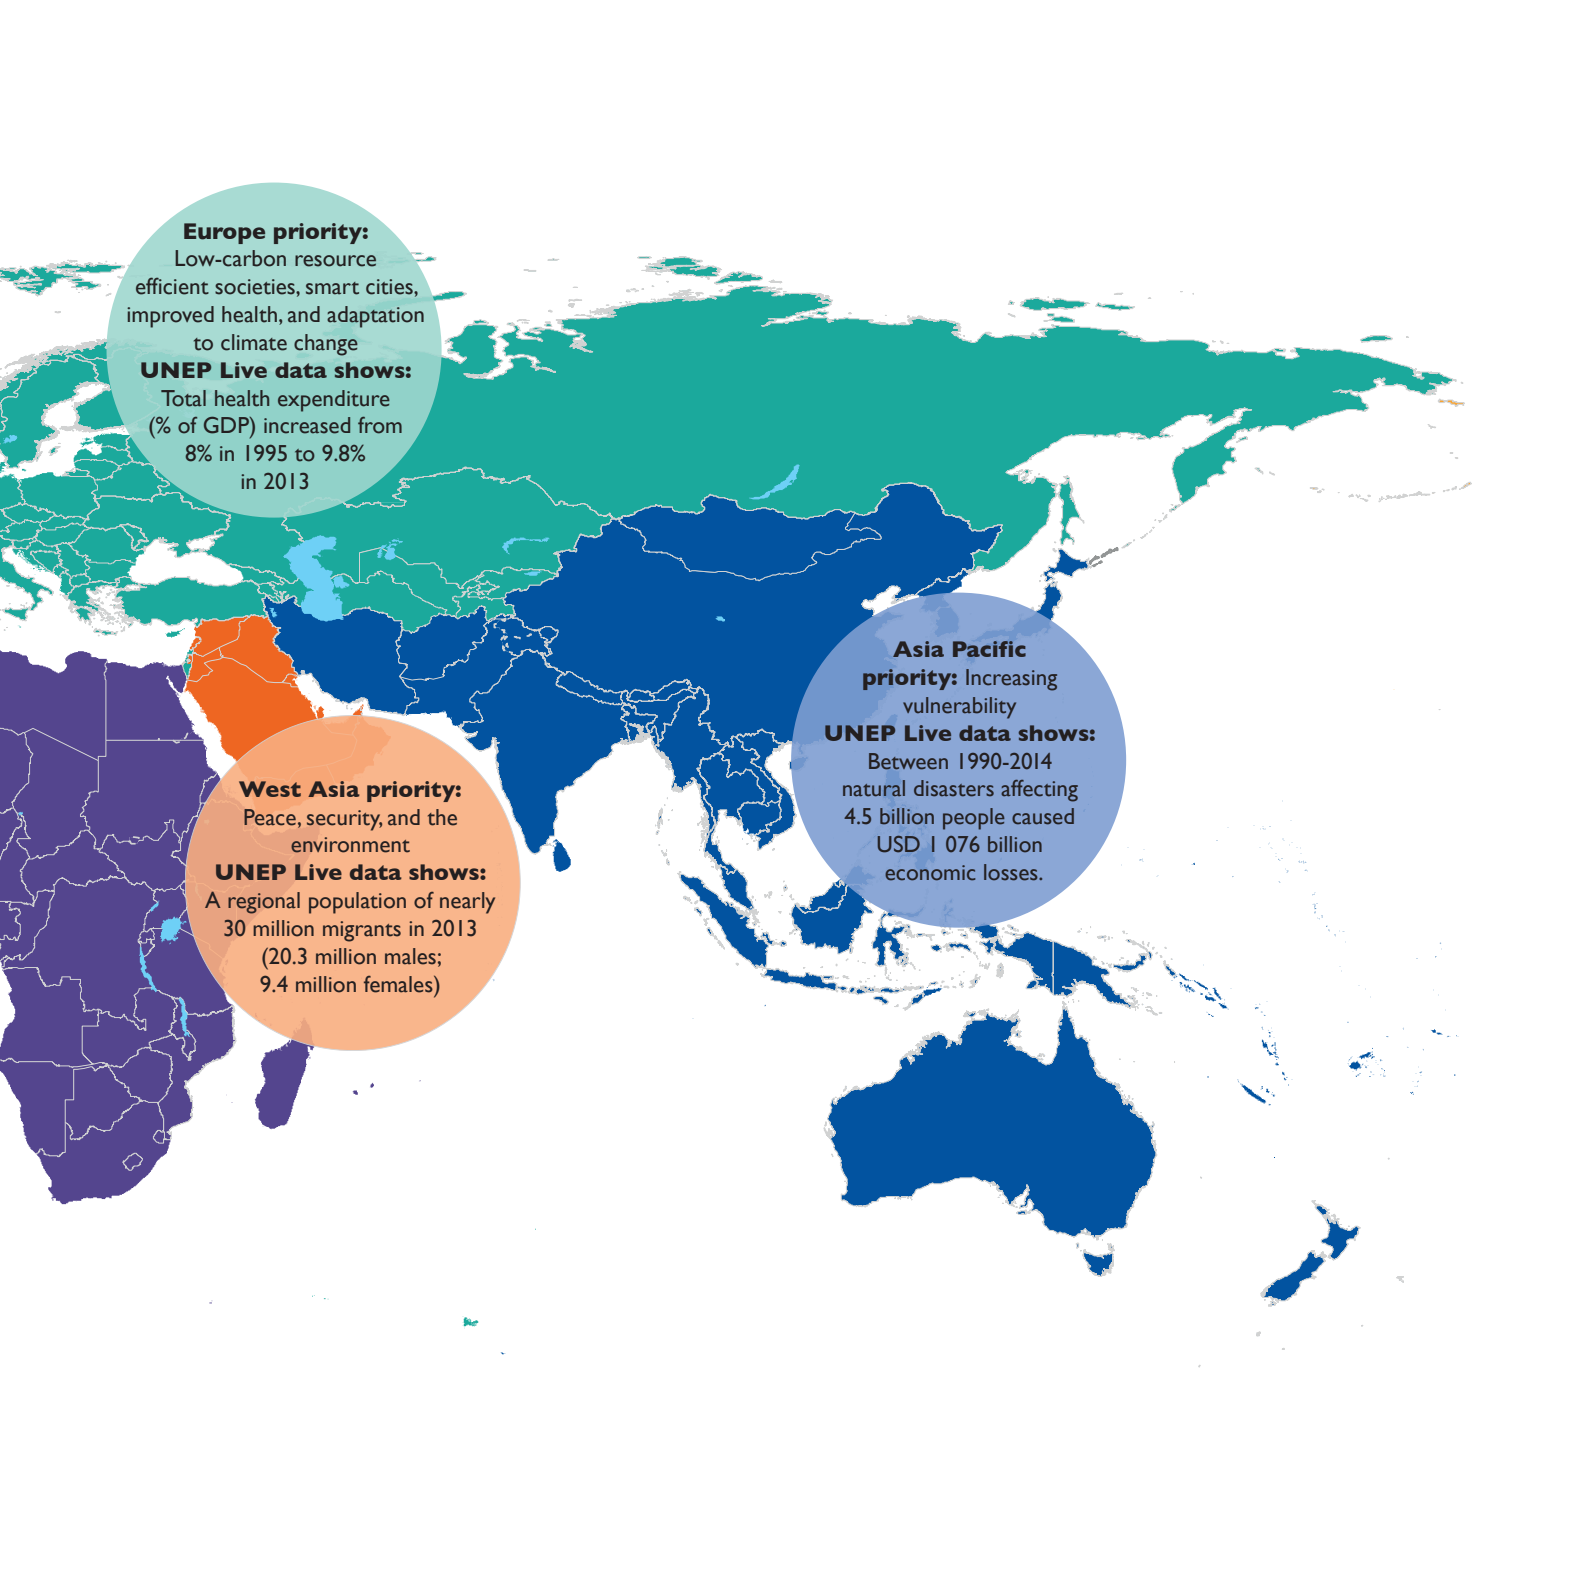 Europe priority:
Low-carbon resource
efficient societies, smart cities,
improved health, and adaptation
to climate change
UNEP Live data shows:
Total health expenditure
(% of GDP) increased from
8% in 1995 to 9.8%
in 2013
Asia Pacific
priority: Increasing
vulnerability
UNEP Live data shows:
Between 1990-2014
natural disasters affecting
4.5 billion people caused
USD 1 076 billion
economic losses.
West Asia priority:
Peace, security, and the
environment
UNEP Live data shows:
A regional population of nearly
30 million migrants in 2013
(20.3 million males;
9.4 million females)